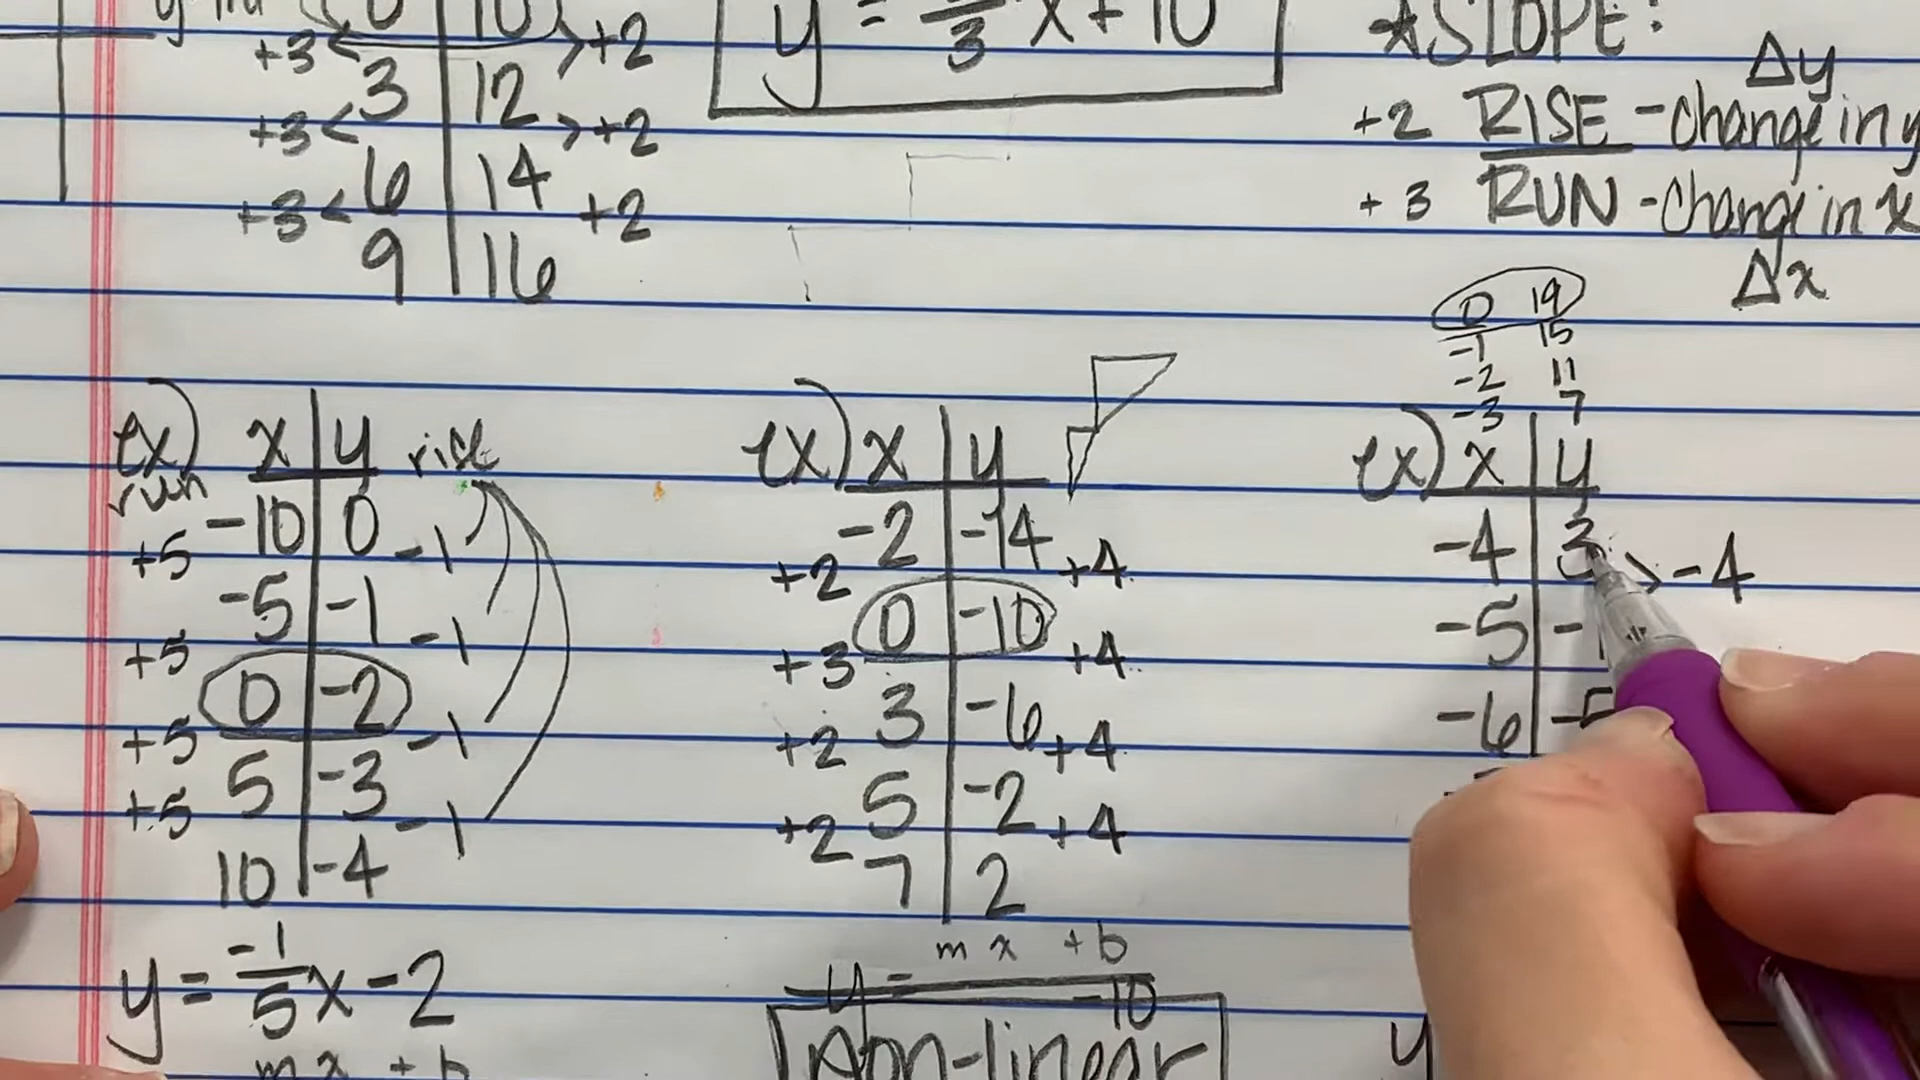 0 | 10
+3 < > +2
3 | 12
+3 < > +2
6 | 14
+3 < +2
9 | 16
y = /3 x + 10
*SLOPE:
Δy
+2 RISE - change in y
+3 RUN - change in x
Δx
ex) x | y rise
run
-10 | 0
+5 -1
-5 | -1
+5 -1
0 | -2
+5 -1
5 | -3
+5 -1
10 | -4
y = -1/5 x - 2
m x + b
ex) x | y
-2 | -14
+2 +4
0 | -10
+3 +4
3 | -6
+2 +4
5 | -2
+2 +4
7 | 2
m x + b
y = -10
Non-linear
0 19
-1 15
-2 11
-3 7
ex) x | y
-4 | 3
> -4
-5 | -1
-6 | -5
y